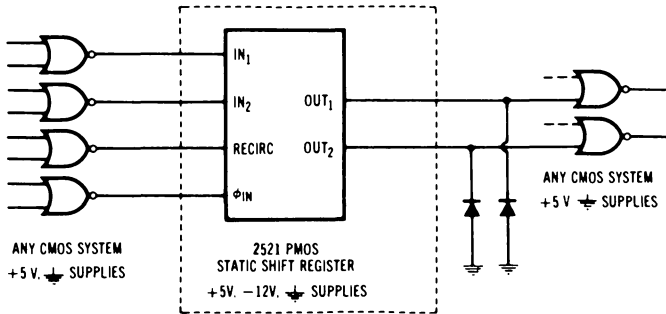 IN₁
IN₂
RECIRC
ϕIN
OUT₁
OUT₂
ANY CMOS SYSTEM
+5 V, ⏚ SUPPLIES
2521 PMOS
STATIC SHIFT REGISTER
+5V, −12V, ⏚ SUPPLIES
ANY CMOS SYSTEM
+5 V ⏚ SUPPLIES